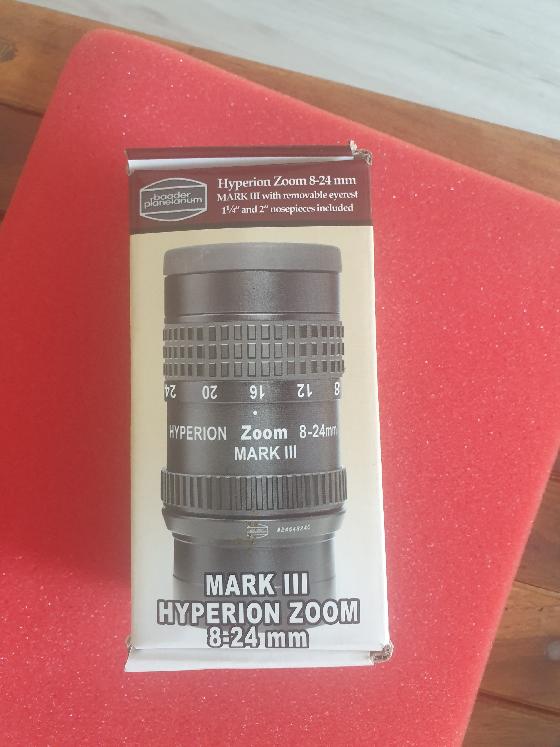 baader planetarium
Hyperion Zoom 8-24 mm
MARK III with removable eyerest
1¼" and 2" nosepieces included
24 20 16 12 8
HYPERION Zoom 8-24mm
MARK III
MARK III
HYPERION ZOOM
8-24 mm